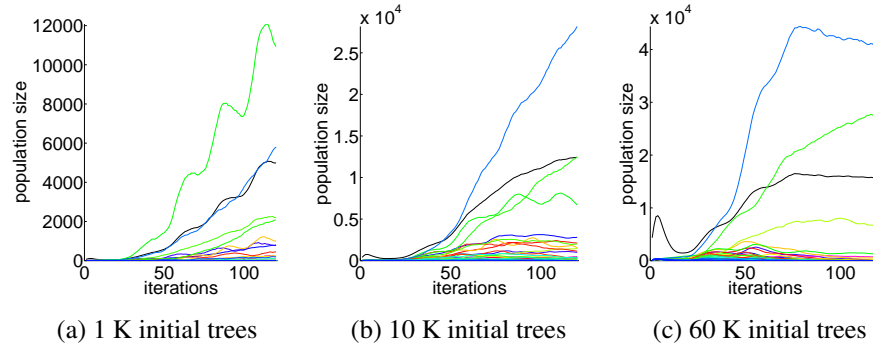 12000
10000
8000
6000
4000
2000
0
population size
0 50 100
iterations
(a) 1 K initial trees
x 10^4
2.5
2
1.5
1
0.5
0
population size
0 50 100
iterations
(b) 10 K initial trees
x 10^4
4
3
2
1
0
population size
0 50 100
iterations
(c) 60 K initial trees